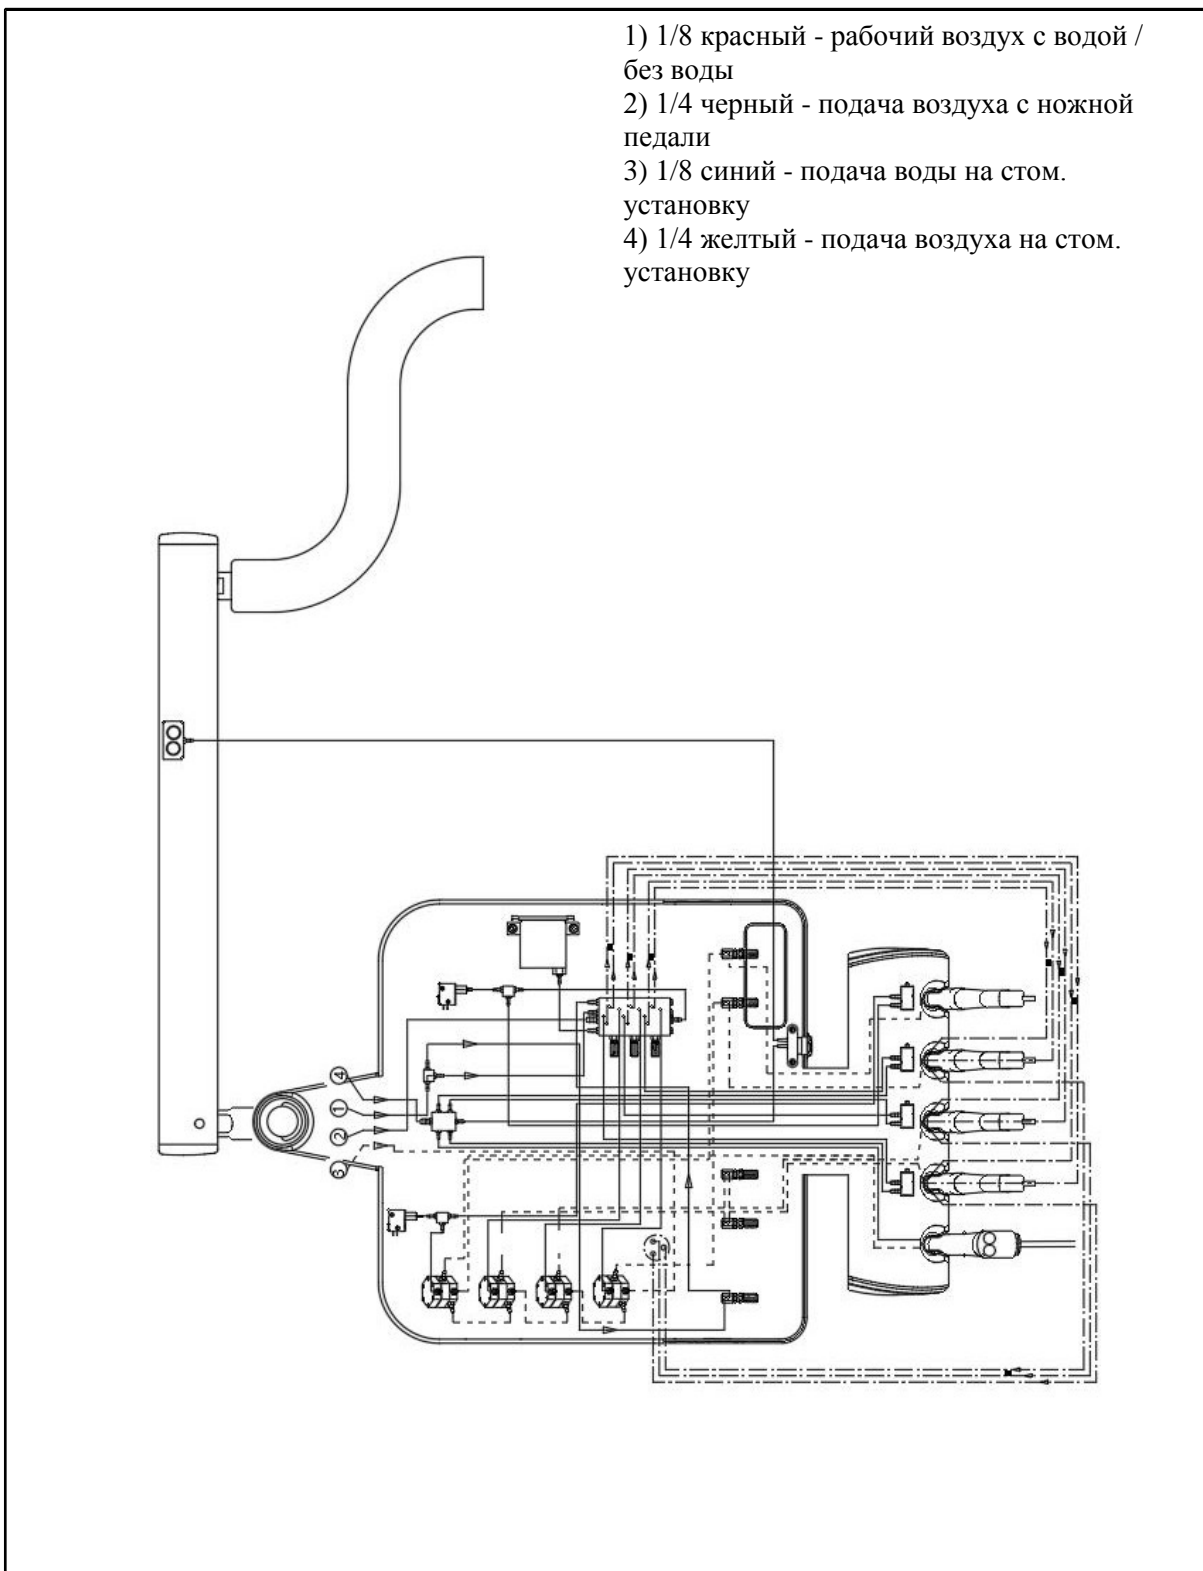 1) 1/8 красный - рабочий воздух с водой /
без воды
2) 1/4 черный - подача воздуха с ножной
педали
3) 1/8 синий - подача воды на стом.
установку
4) 1/4 желтый - подача воздуха на стом.
установку
4
1
2
3